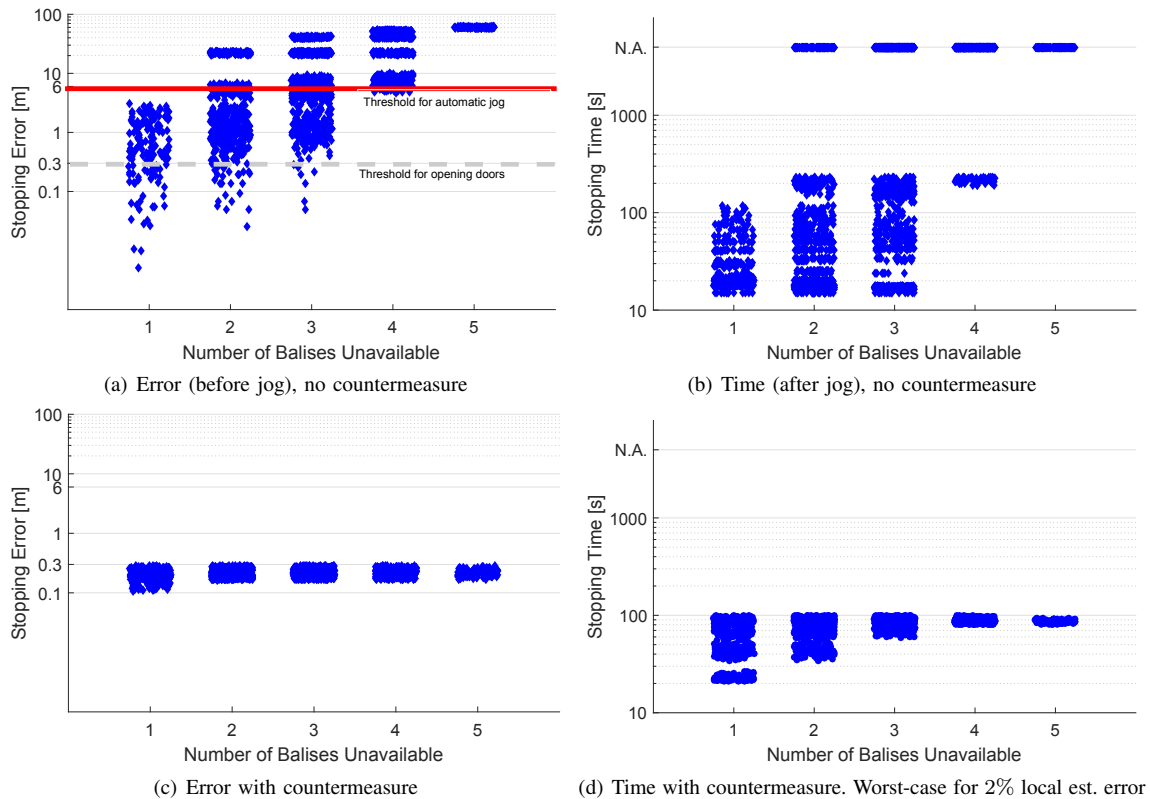 100
10
6
1
0.3
0.1
Stopping Error [m]
Threshold for automatic jog
Threshold for opening doors
1 2 3 4 5
Number of Balises Unavailable
(a) Error (before jog), no countermeasure
N.A.
1000
100
10
Stopping Time [s]
1 2 3 4 5
Number of Balises Unavailable
(b) Time (after jog), no countermeasure
100
10
6
1
0.3
0.1
Stopping Error [m]
1 2 3 4 5
Number of Balises Unavailable
(c) Error with countermeasure
N.A.
1000
100
10
Stopping Time [s]
1 2 3 4 5
Number of Balises Unavailable
(d) Time with countermeasure. Worst-case for 2% local est. error